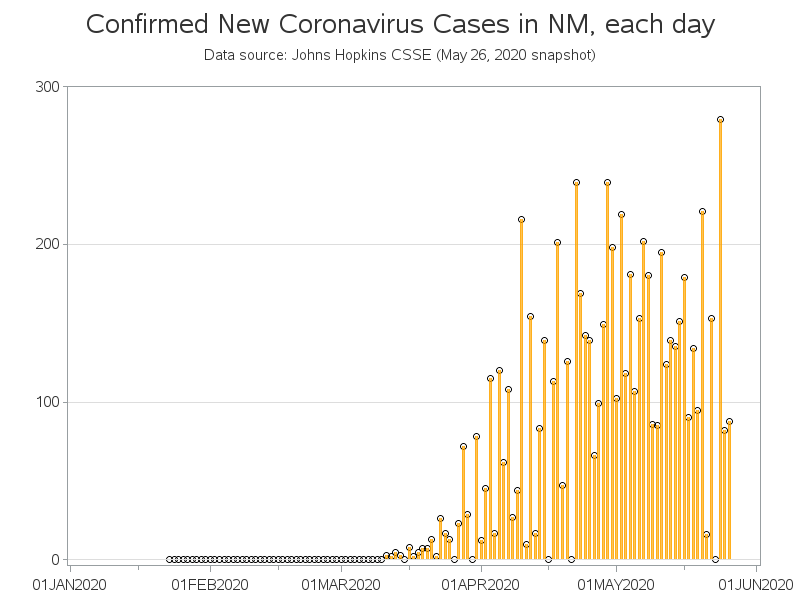 Confirmed New Coronavirus Cases in NM, each day
Data source: Johns Hopkins CSSE (May 26, 2020 snapshot)
300
200
100
0
01JAN2020 01FEB2020 01MAR2020 01APR2020 01MAY2020 01JUN2020